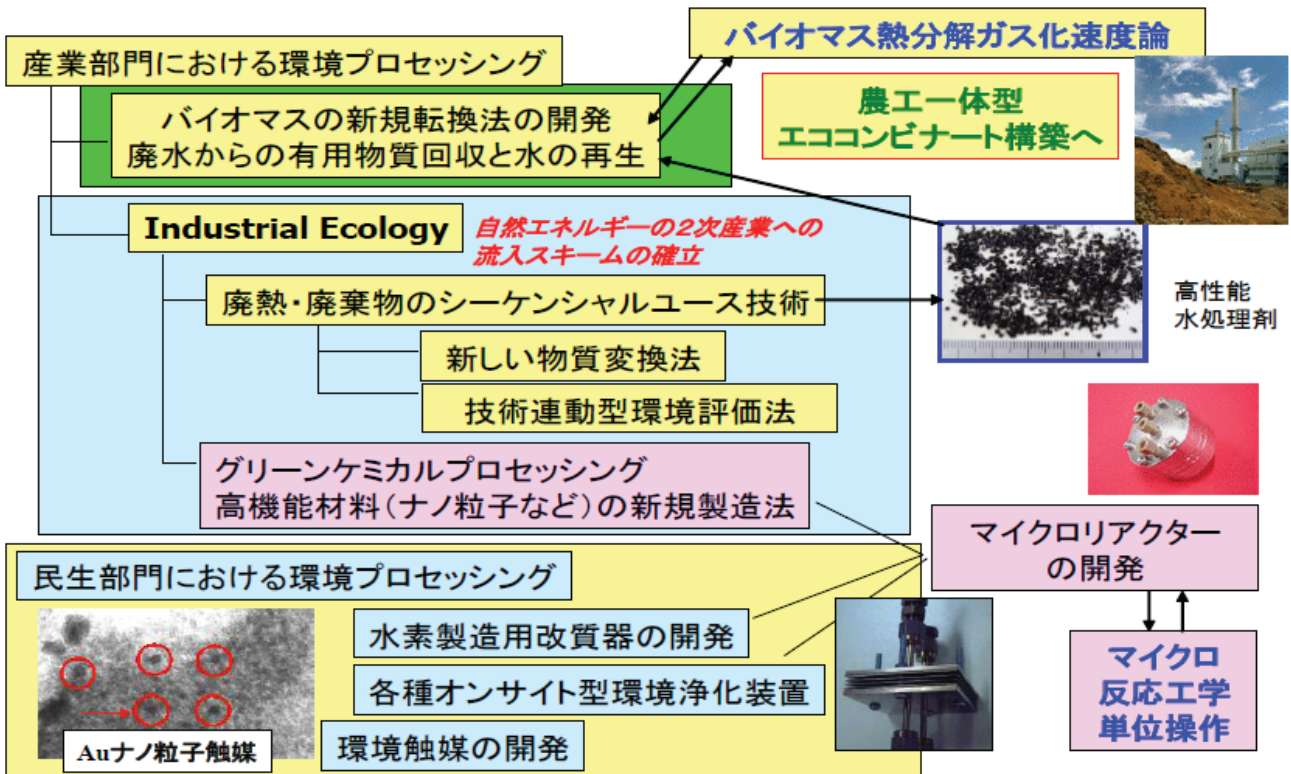 バイオマス熱分解ガス化速度論
産業部門における環境プロセッシング
農工一体型
エココンビナート構築へ
バイオマスの新規転換法の開発
廃水からの有用物質回収と水の再生
Industrial Ecology
自然エネルギーの2次産業への
流入スキームの確立
廃熱・廃棄物のシーケンシャルユース技術
高性能
水処理剤
新しい物質変換法
技術連動型環境評価法
グリーンケミカルプロセッシング
高機能材料(ナノ粒子など)の新規製造法
マイクロリアクター
の開発
民生部門における環境プロセッシング
水素製造用改質器の開発
各種オンサイト型環境浄化装置
環境触媒の開発
Auナノ粒子触媒
マイクロ
反応工学
単位操作